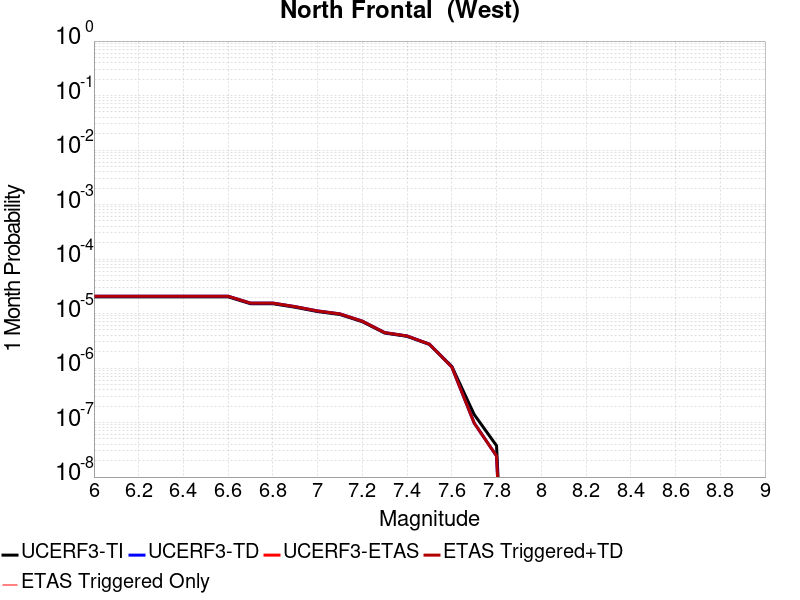 North Frontal  (West)
10^0
10^-1
10^-2
10^-3
10^-4
10^-5
10^-6
10^-7
10^-8
1 Month Probability
6 6.2 6.4 6.6 6.8 7 7.2 7.4 7.6 7.8 8 8.2 8.4 8.6 8.8 9
Magnitude
UCERF3-TI UCERF3-TD UCERF3-ETAS ETAS Triggered+TD
ETAS Triggered Only